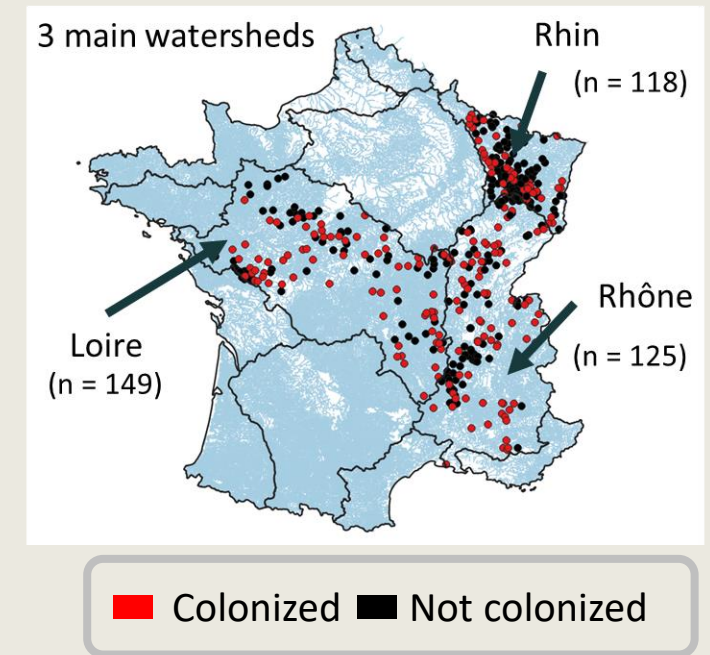 3 main watersheds
Rhin
(n = 118)
Rhône
(n = 125)
Loire
(n = 149)
Colonized
Not colonized